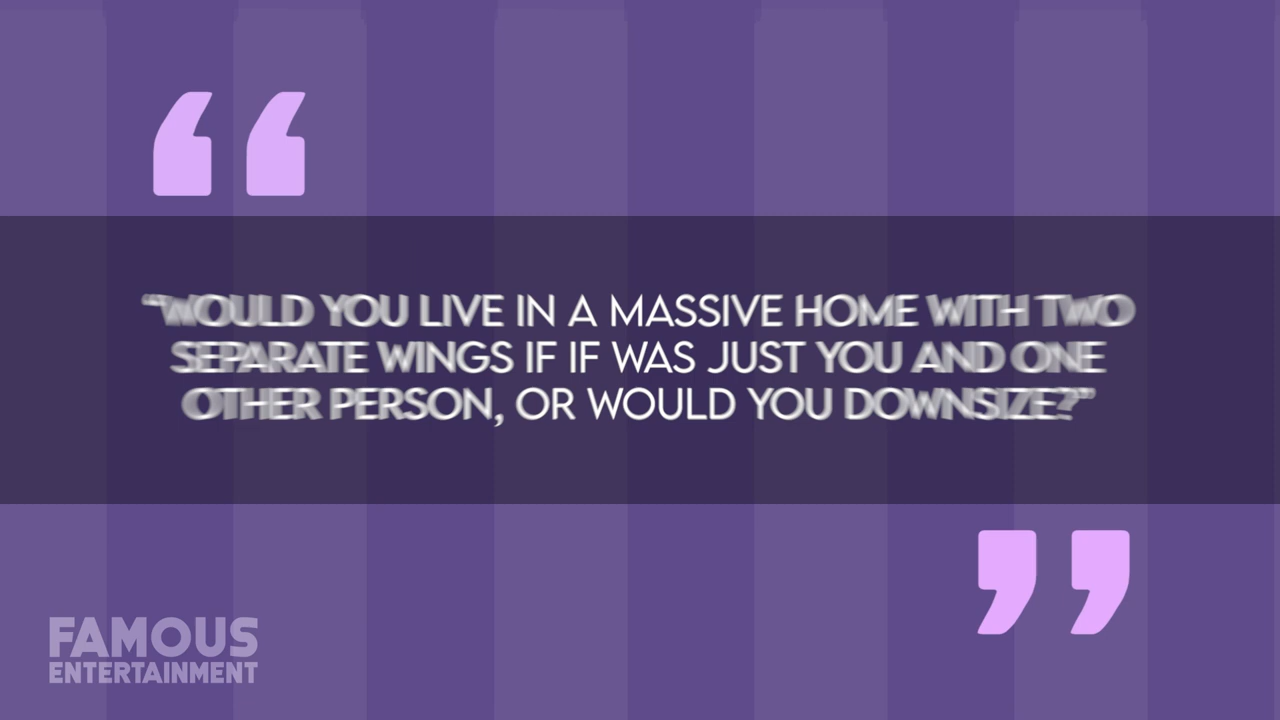 “WOULD YOU LIVE IN A MASSIVE HOME WITH TWO
SEPARATE WINGS IF IF WAS JUST YOU AND ONE
OTHER PERSON, OR WOULD YOU DOWNSIZE?”
FAMOUS
ENTERTAINMENT